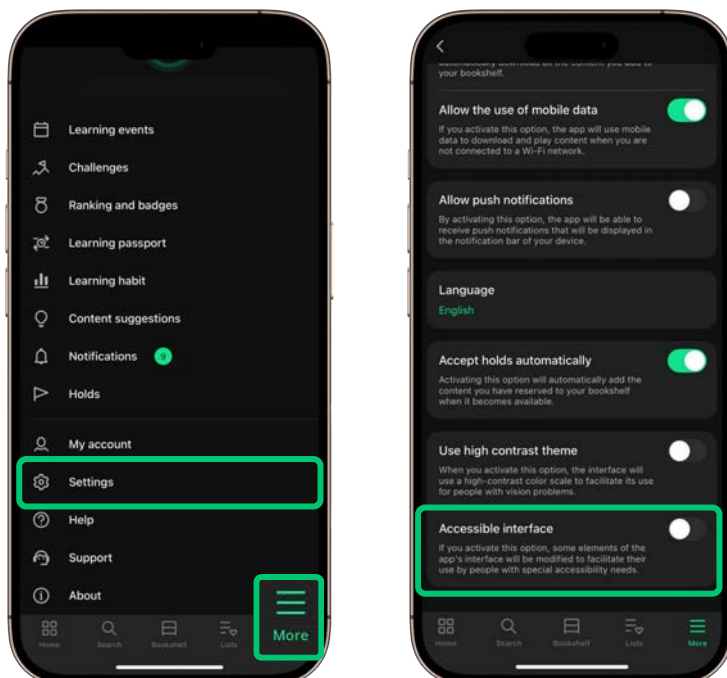 Learning events
Challenges
Ranking and badges
Learning passport
Learning habit
Content suggestions
Notifications 9
Holds
My account
Settings
Help
Support
About
Home
Search
Bookshelf
Lists
More
automatically download all the content you add to
your bookshelf.
Allow the use of mobile data
If you activate this option, the app will use mobile
data to download and play content when you are
not connected to a Wi-Fi network.
Allow push notifications
By activating this option, the app will be able to
receive push notifications that will be displayed in
the notification bar of your device.
Language
English
Accept holds automatically
Activating this option will automatically add the
content you have reserved to your bookshelf
when it becomes available.
Use high contrast theme
When you activate this option, the interface will
use a high-contrast color scale to facilitate its use
for people with vision problems.
Accessible interface
If you activate this option, some elements of the
app's interface will be modified to facilitate their
use by people with special accessibility needs.
Home
Search
Bookshelf
Lists
More